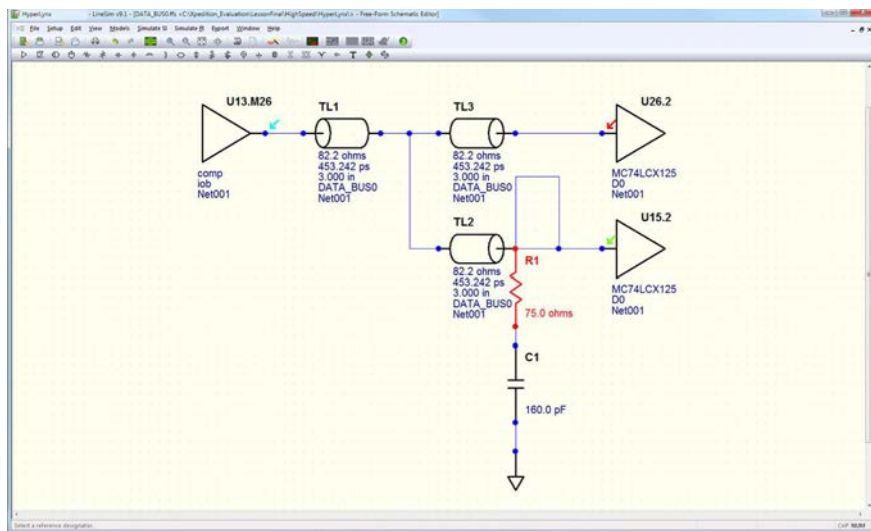 HyperLynx - LineSim v9.1 - [DATA_BUS0.ffs <C:\Xpedition_Evaluation\LessonFinal\HighSpeed\HyperLynx\> - Free-Form Schematic Editor]
File Setup Edit View Models Simulate SI Simulate PI Export Window Help
U13.M26
TL1
TL3
U26.2
comp
iob
Net001
82.2 ohms
453.242 ps
3.000 in
DATA_BUS0
Net001
82.2 ohms
453.242 ps
3.000 in
DATA_BUS0
Net001
MC74LCX125
D0
Net001
TL2
U15.2
R1
82.2 ohms
453.242 ps
3.000 in
DATA_BUS0
Net001
MC74LCX125
D0
Net001
75.0 ohms
C1
160.0 pF
Select a reference designator.
CAP NUM